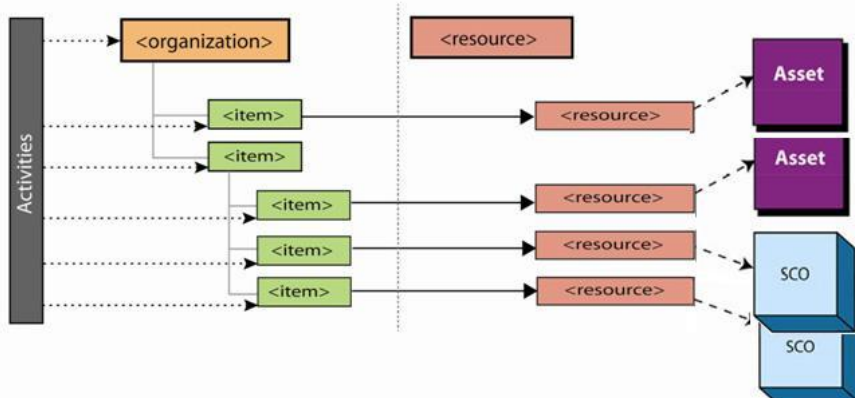 Activities
<organization>
<resource>
Asset
<item>
<resource>
<item>
Asset
<item>
<resource>
<item>
<resource>
SCO
<item>
<resource>
SCO